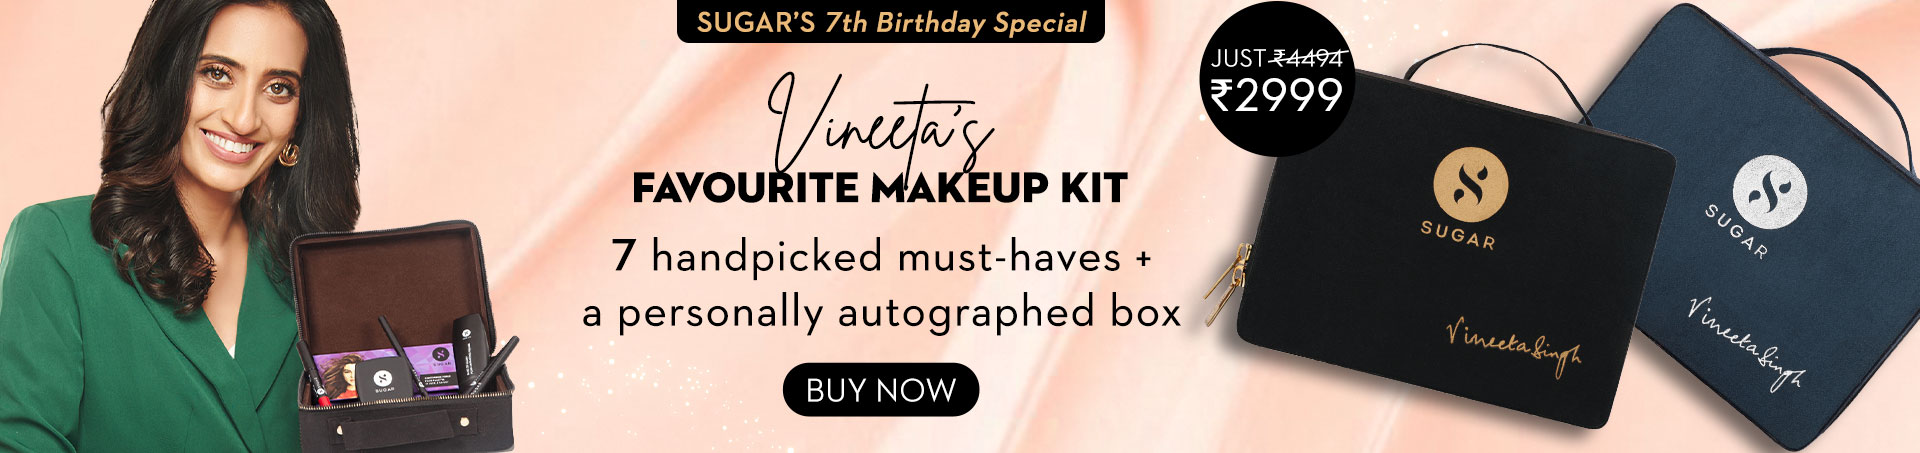 SUGAR'S 7th Birthday Special
Vineeta's
FAVOURITE MAKEUP KIT
7 handpicked must-haves +
a personally autographed box
BUY NOW
JUST ₹4494
₹2999
SUGAR
Vineeta Singh
SUGAR
Vineeta Singh
SUGAR